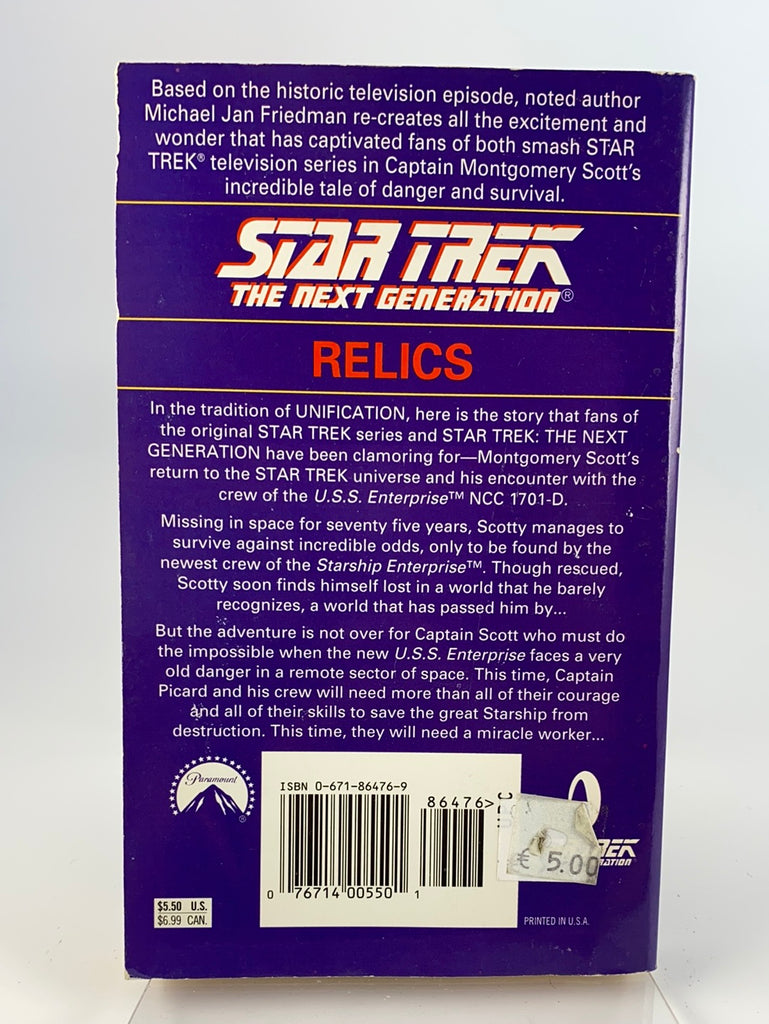 Based on the historic television episode, noted author
Michael Jan Friedman re-creates all the excitement and
wonder that has captivated fans of both smash STAR
TREK® television series in Captain Montgomery Scott's
incredible tale of danger and survival.
STAR TREK
THE NEXT GENERATION®
RELICS
In the tradition of UNIFICATION, here is the story that fans of
the original STAR TREK series and STAR TREK: THE NEXT
GENERATION have been clamoring for—Montgomery Scott's
return to the STAR TREK universe and his encounter with the
crew of the U.S.S. Enterprise™ NCC 1701-D.
Missing in space for seventy five years, Scotty manages to
survive against incredible odds, only to be found by the
newest crew of the Starship Enterprise™. Though rescued,
Scotty soon finds himself lost in a world that he barely
recognizes, a world that has passed him by...
But the adventure is not over for Captain Scott who must do
the impossible when the new U.S.S. Enterprise faces a very
old danger in a remote sector of space. This time, Captain
Picard and his crew will need more than all of their courage
and all of their skills to save the great Starship from
destruction. This time, they will need a miracle worker...
Paramount®
ISBN 0-671-86476-9
86476>
UPC
0 76714 00550 1
€ 5.00
$5.50 U.S.
$6.99 CAN.
PRINTED IN U.S.A.